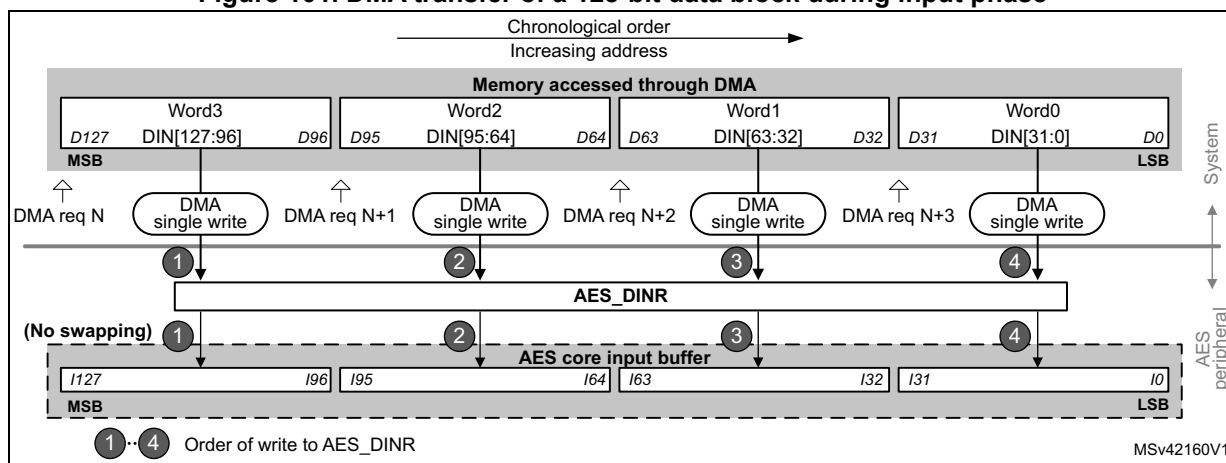 Figure 161. DMA transfer of a 128-bit data block during input phase
Chronological order
Increasing address
Memory accessed through DMA
Word3 Word2 Word1 Word0
D127 DIN[127:96] D96 D95 DIN[95:64] D64 D63 DIN[63:32] D32 D31 DIN[31:0] D0
MSB LSB
System
DMA req N DMA single write DMA req N+1 DMA single write DMA req N+2 DMA single write DMA req N+3 DMA single write
1 2 3 4
AES_DINR
(No swapping) 1 2 3 4
AES peripheral
AES core input buffer
I127 I96 I95 I64 I63 I32 I31 I0
MSB LSB
1 ·· 4 Order of write to AES_DINR
MSv42160V1